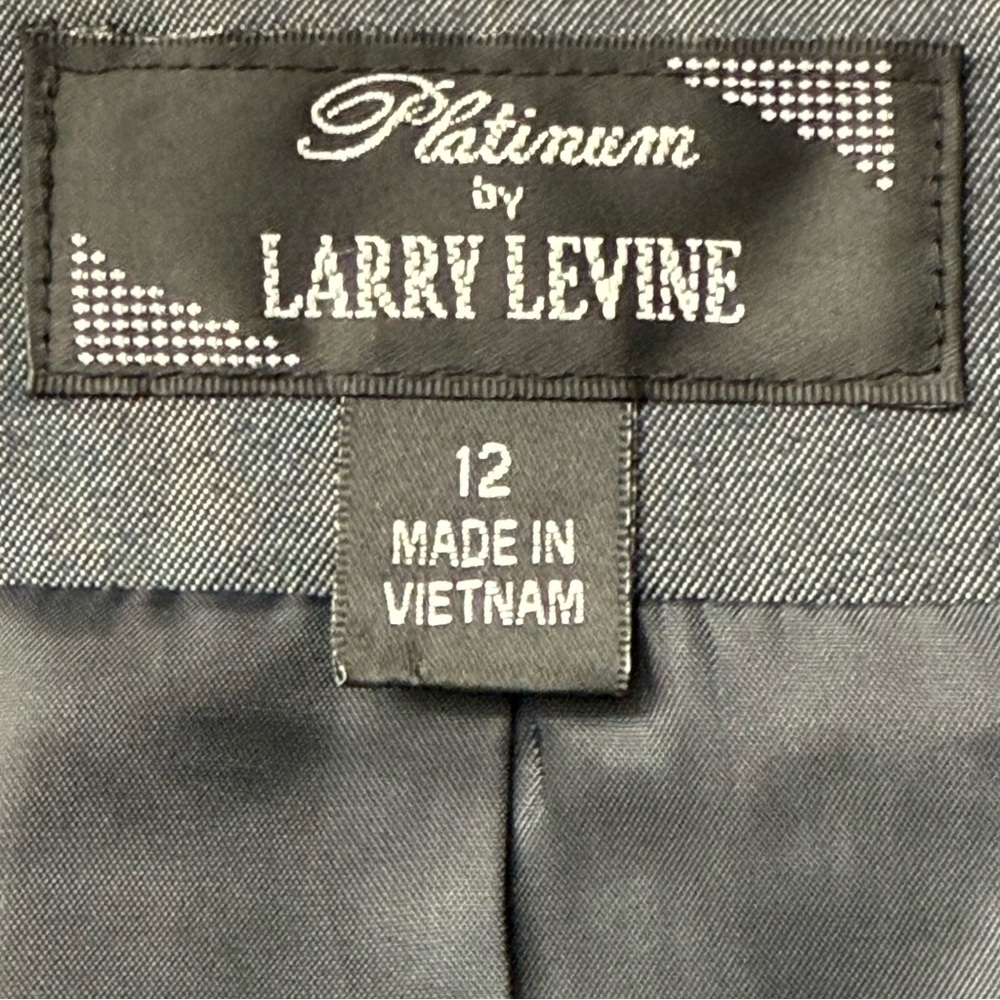 Platinum
by
LARRY LEVINE
12
MADE IN
VIETNAM